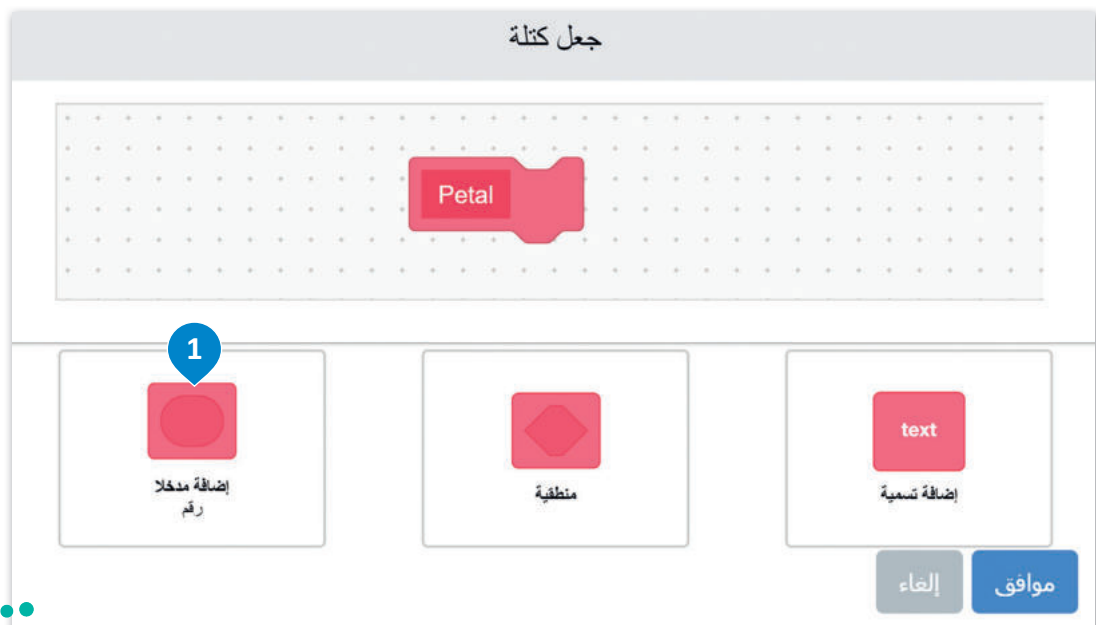 جعل كتلة
Petal
1
text
إضافة تسمية
منطقية
إضافة مدخلا
رقم
موافق
إلغاء